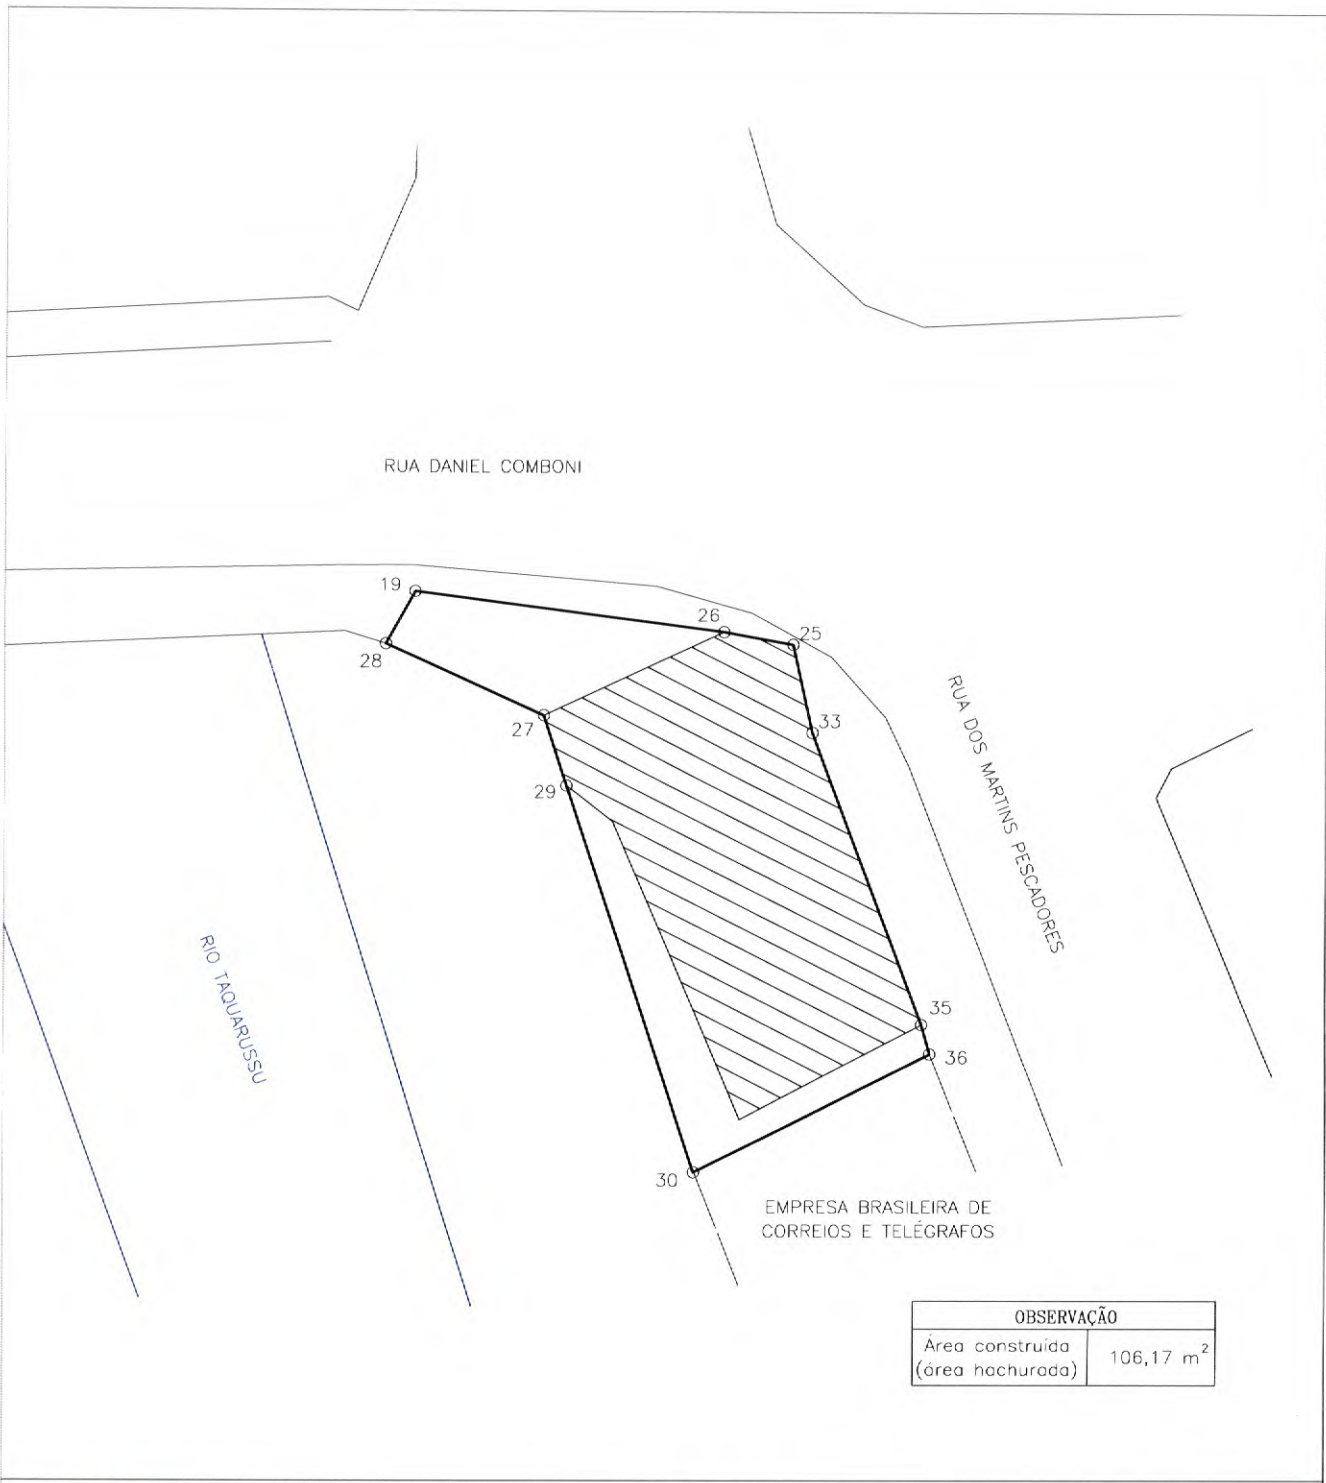 RUA DANIEL COMBONI
19
26
25
28
27
33
29
RUA DOS MARTINS PESCADORES
RIO TAQUARUSSU
35
36
30
EMPRESA BRASILEIRA DE
CORREIOS E TELÉGRAFOS
OBSERVAÇÃO
Área construída
(área hachurada)
106,17 m²